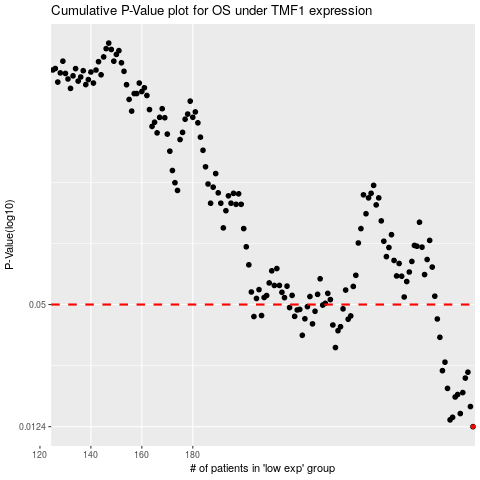 Cumulative P-Value plot for OS under TMF1 expression
P-Value(log10)
0.05
0.0124
120 140 160 180
# of patients in 'low exp' group